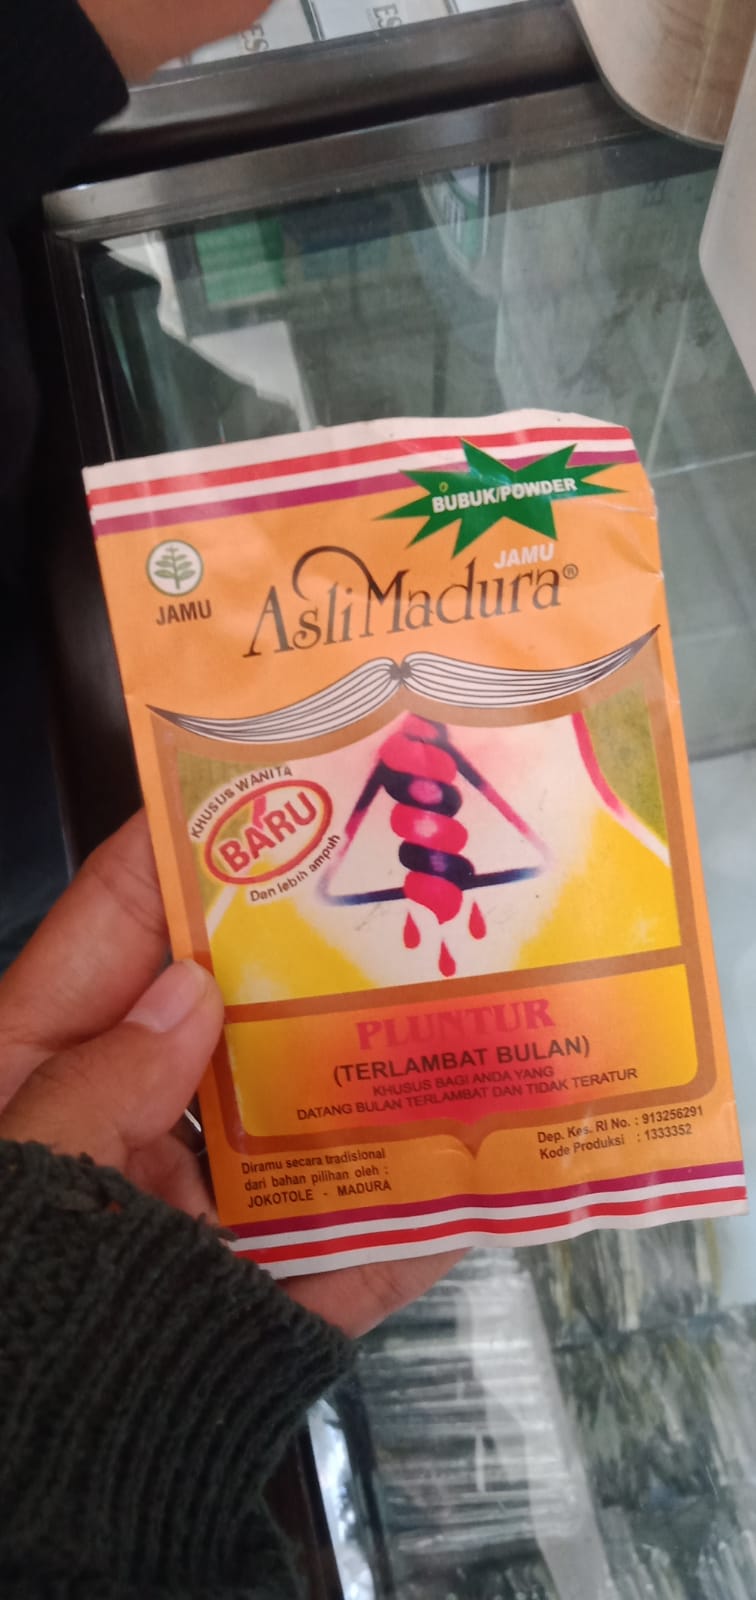 BUBUK/POWDER
JAMU
JAMU
Asli Madura®
KHUSUS WANITA
BARU
Dan lebih ampuh
PLUNTUR
(TERLAMBAT BULAN)
KHUSUS BAGI ANDA YANG
DATANG BULAN TERLAMBAT DAN TIDAK TERATUR
Diramu secara tradisional
dari bahan pilihan oleh :
JOKOTOLE - MADURA
Dep. Kes. RI No. : 913256291
Kode Produksi : 1333352